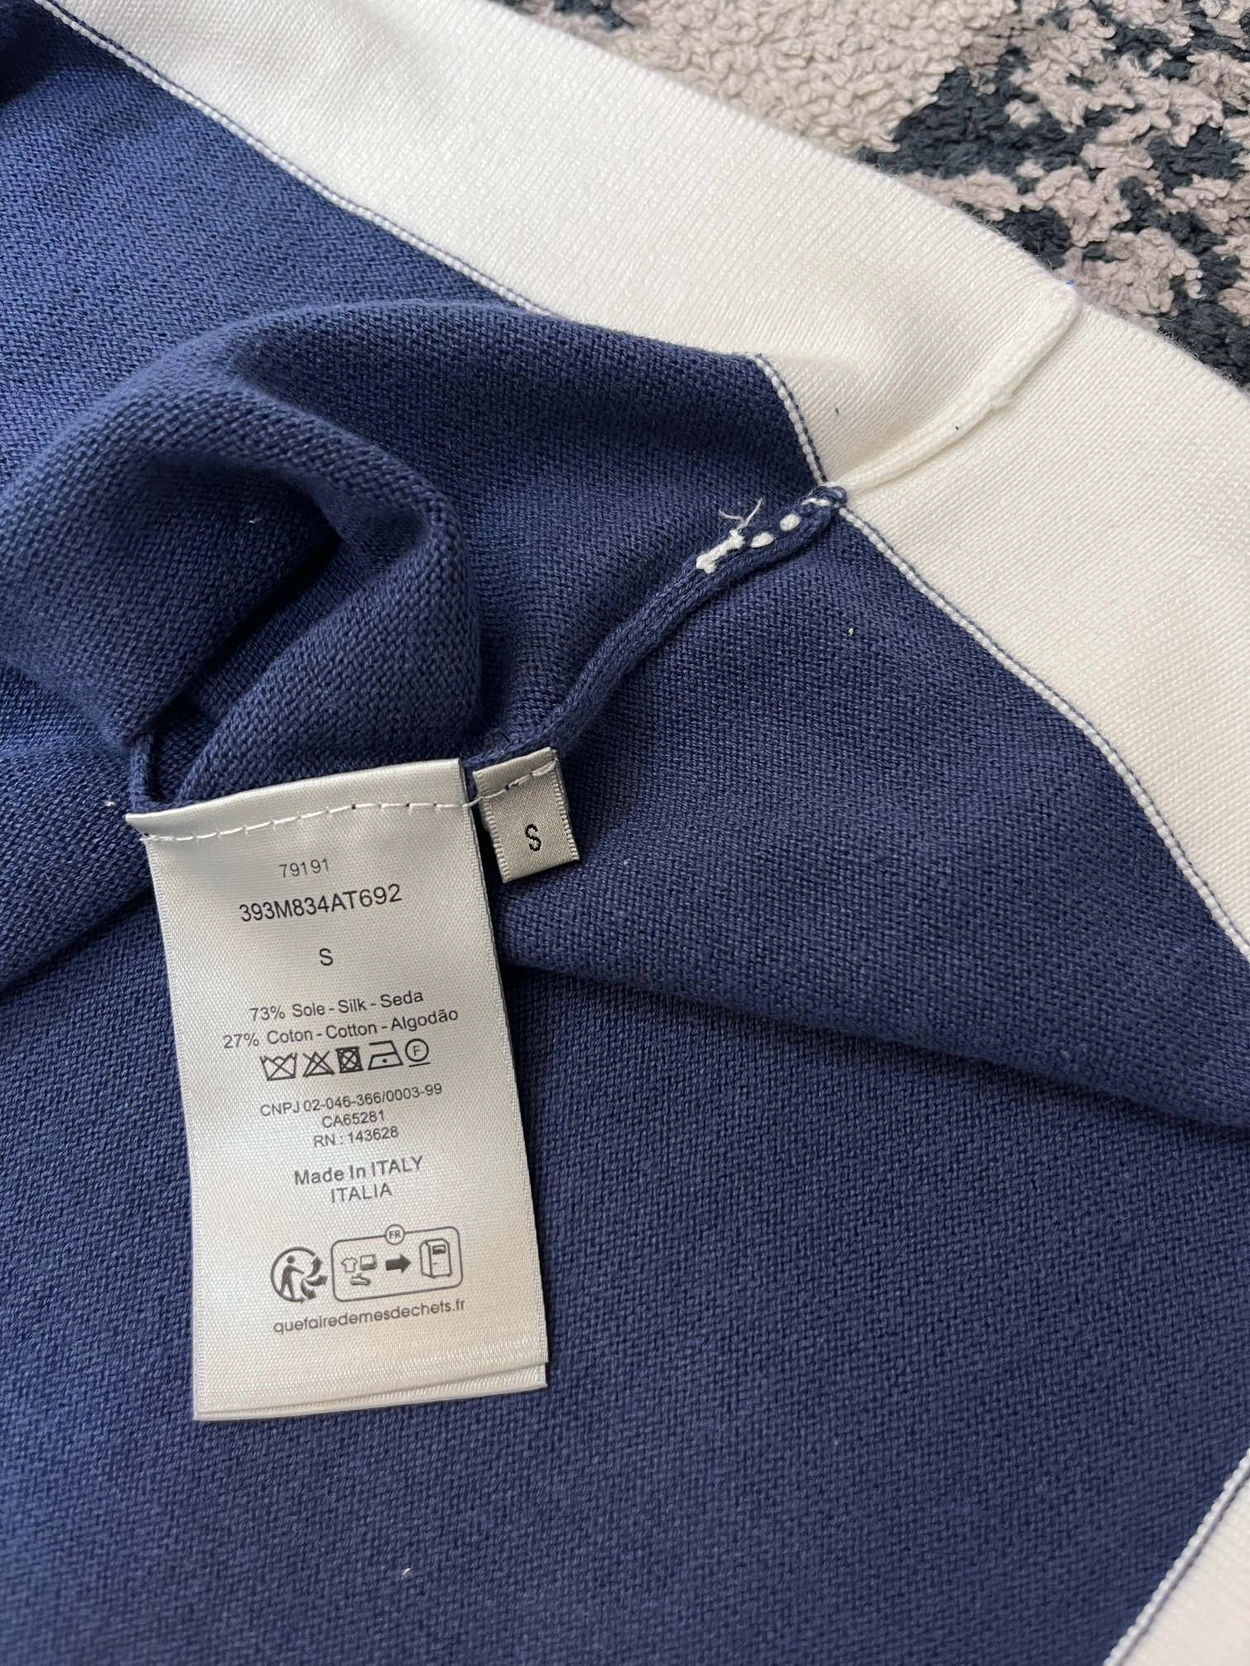 79191
393M834AT692
S
S
73% Soie - Silk - Seda
27% Coton - Cotton - Algodão
F
CNPJ 02-046-366/0003-99
CA65281
RN : 143628
Made In ITALY
ITALIA
FR
quefairedemesdechets.fr